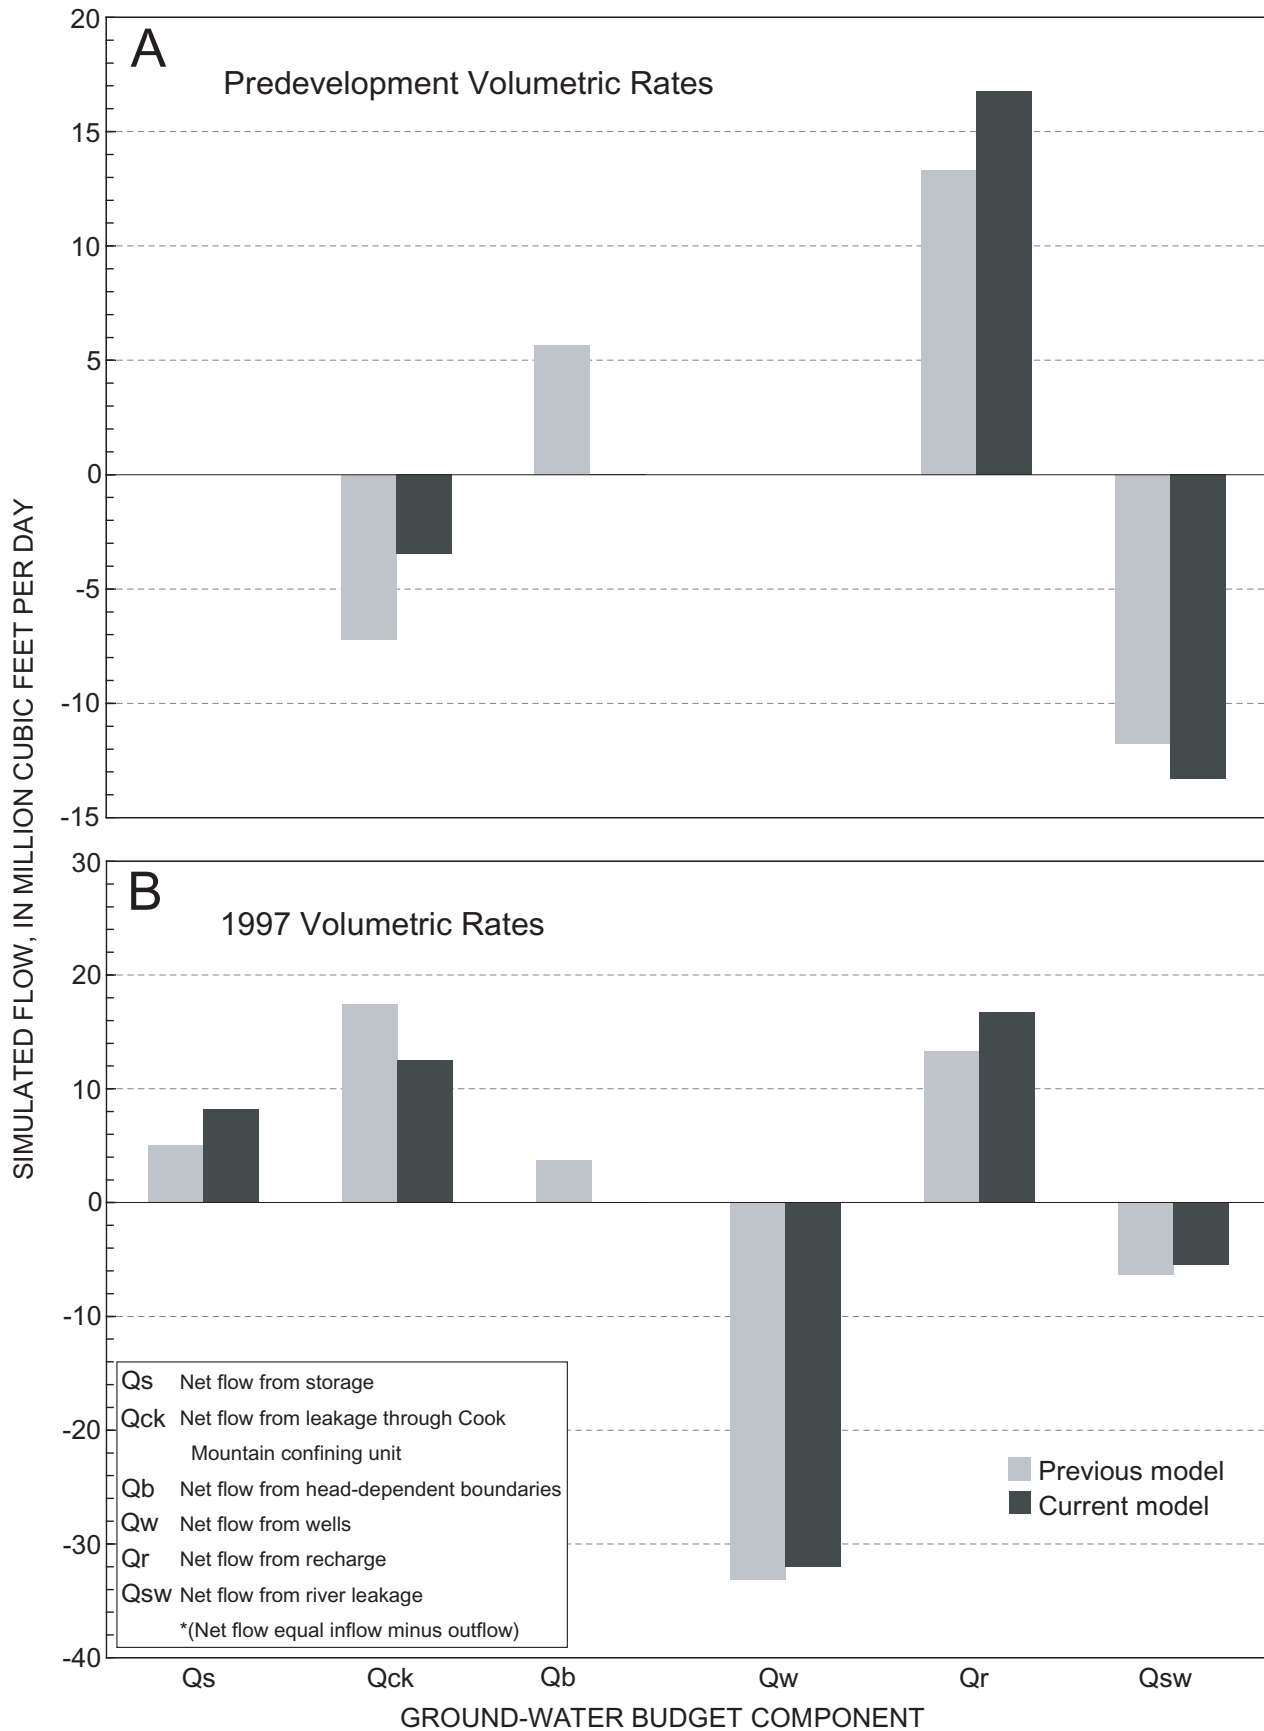 SIMULATED FLOW, IN MILLION CUBIC FEET PER DAY
A
Predevelopment Volumetric Rates
20
15
10
5
0
-5
-10
-15
B
1997 Volumetric Rates
30
20
10
0
-10
-20
-30
-40
Qs Net flow from storage
Qck Net flow from leakage through Cook
Mountain confining unit
Qb Net flow from head-dependent boundaries
Qw Net flow from wells
Qr Net flow from recharge
Qsw Net flow from river leakage
*(Net flow equal inflow minus outflow)
Previous model
Current model
Qs Qck Qb Qw Qr Qsw
GROUND-WATER BUDGET COMPONENT